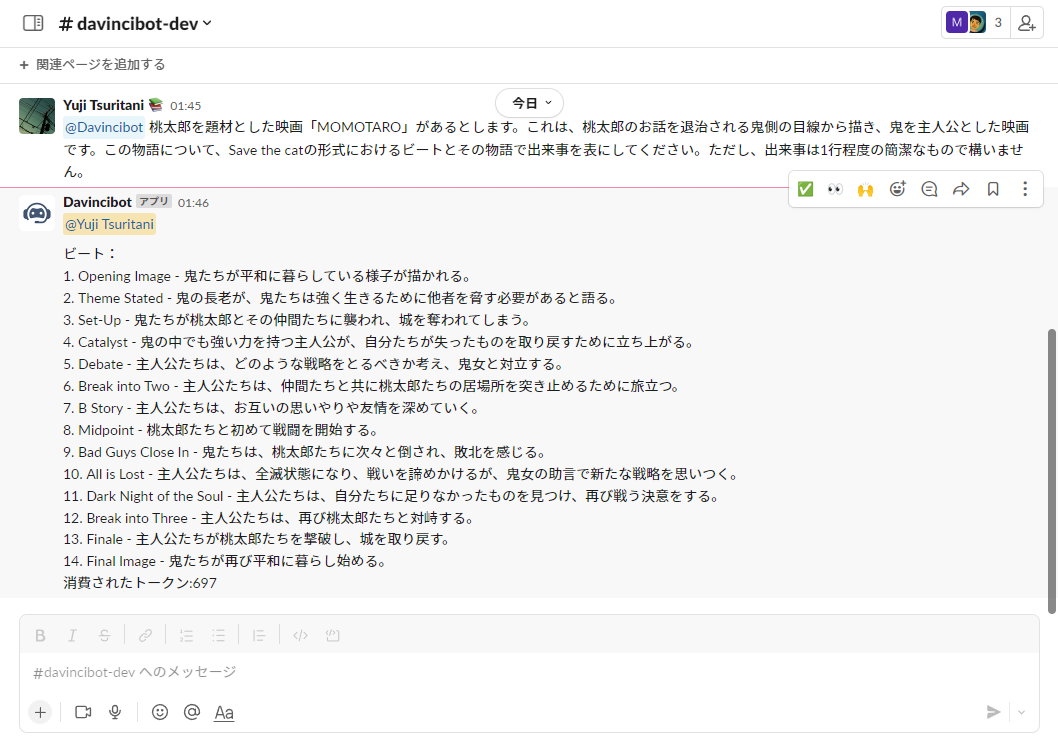 # davincibot-dev
M
3
+ 関連ページを追加する
今日
Yuji Tsuritani 01:45
@Davincibot 桃太郎を題材とした映画「MOMOTARO」があるとします。これは、桃太郎のお話を退治される鬼側の目線から描き、鬼を主人公とした映画
です。この物語について、Save the catの形式におけるビートとその物語で出来事を表にしてください。ただし、出来事は1行程度の簡潔なもので構いませ
ん。
Davincibot アプリ 01:46
@Yuji Tsuritani
ビート：
1. Opening Image - 鬼たちが平和に暮らしている様子が描かれる。
2. Theme Stated - 鬼の長老が、鬼たちは強く生きるために他者を脅す必要があると語る。
3. Set-Up - 鬼たちが桃太郎とその仲間たちに襲われ、城を奪われてしまう。
4. Catalyst - 鬼の中でも強い力を持つ主人公が、自分たちが失ったものを取り戻すために立ち上がる。
5. Debate - 主人公たちは、どのような戦略をとるべきか考え、鬼女と対立する。
6. Break into Two - 主人公たちは、仲間たちと共に桃太郎たちの居場所を突き止めるために旅立つ。
7. B Story - 主人公たちは、お互いの思いやりや友情を深めていく。
8. Midpoint - 桃太郎たちと初めて戦闘を開始する。
9. Bad Guys Close In - 鬼たちは、桃太郎たちに次々と倒され、敗北を感じる。
10. All is Lost - 主人公たちは、全滅状態になり、戦いを諦めかけるが、鬼女の助言で新たな戦略を思いつく。
11. Dark Night of the Soul - 主人公たちは、自分たちに足りなかったものを見つけ、再び戦う決意をする。
12. Break into Three - 主人公たちは、再び桃太郎たちと対峙する。
13. Finale - 主人公たちが桃太郎たちを撃破し、城を取り戻す。
14. Final Image - 鬼たちが再び平和に暮らし始める。
消費されたトークン:697
B I S
#davincibot-dev へのメッセージ
+ @ Aa